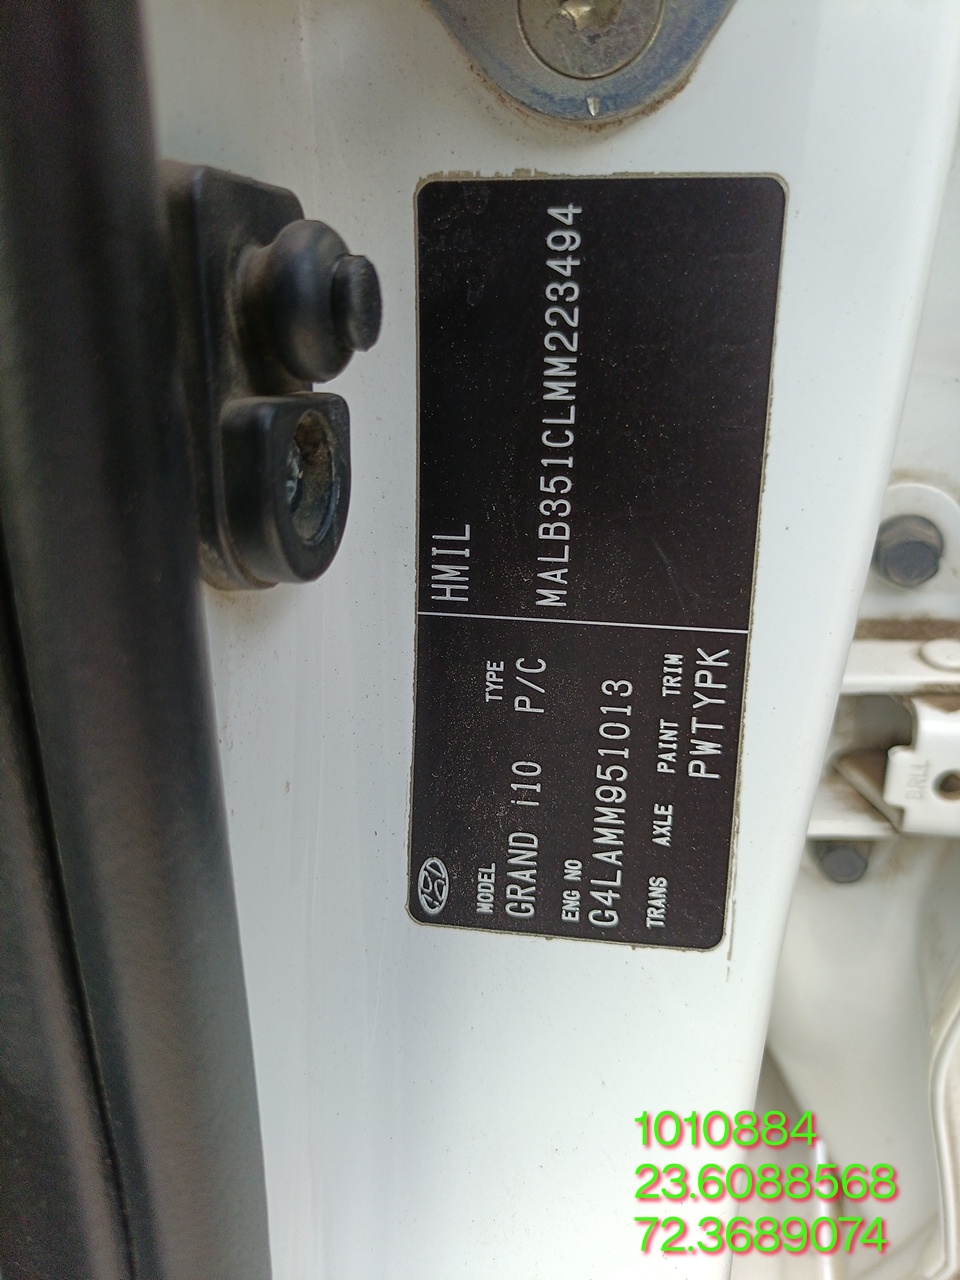 HMIL
MALB351CLMM223494
MODEL TYPE
GRAND i10 P/C
ENG NO
G4LAMM951013
TRANS AXLE PAINT TRIM
PWTYPK
BRLL
1010884
23.6088568
72.3689074